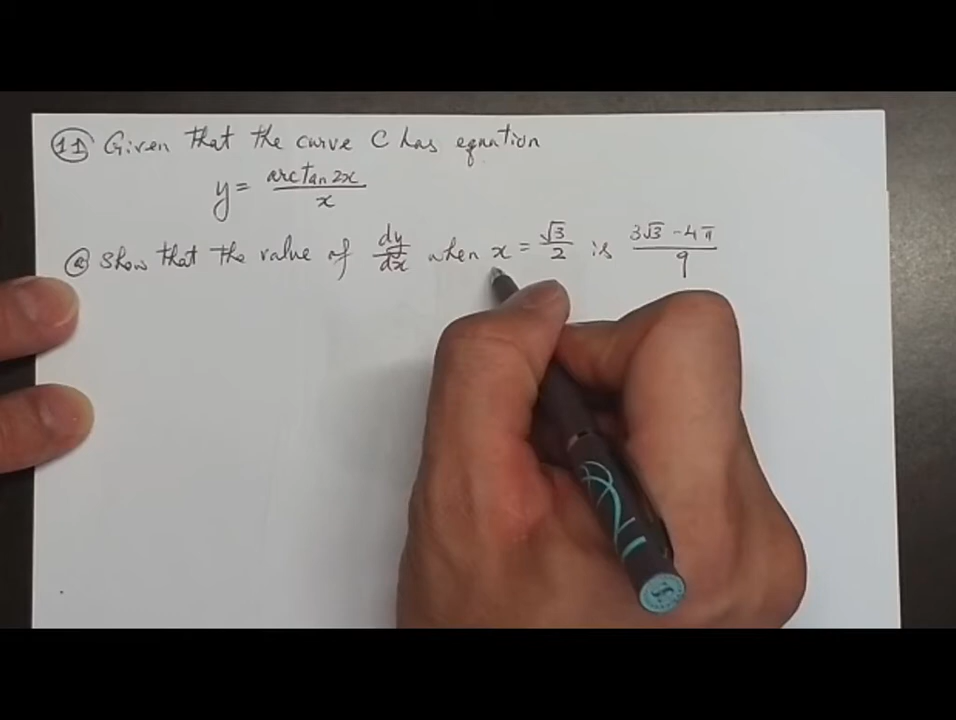 11 Given that the curve C has equation
y = arctan 2x / x
a Show that the value of dy/dx when x = √3/2 is 3√3 - 4π / 9